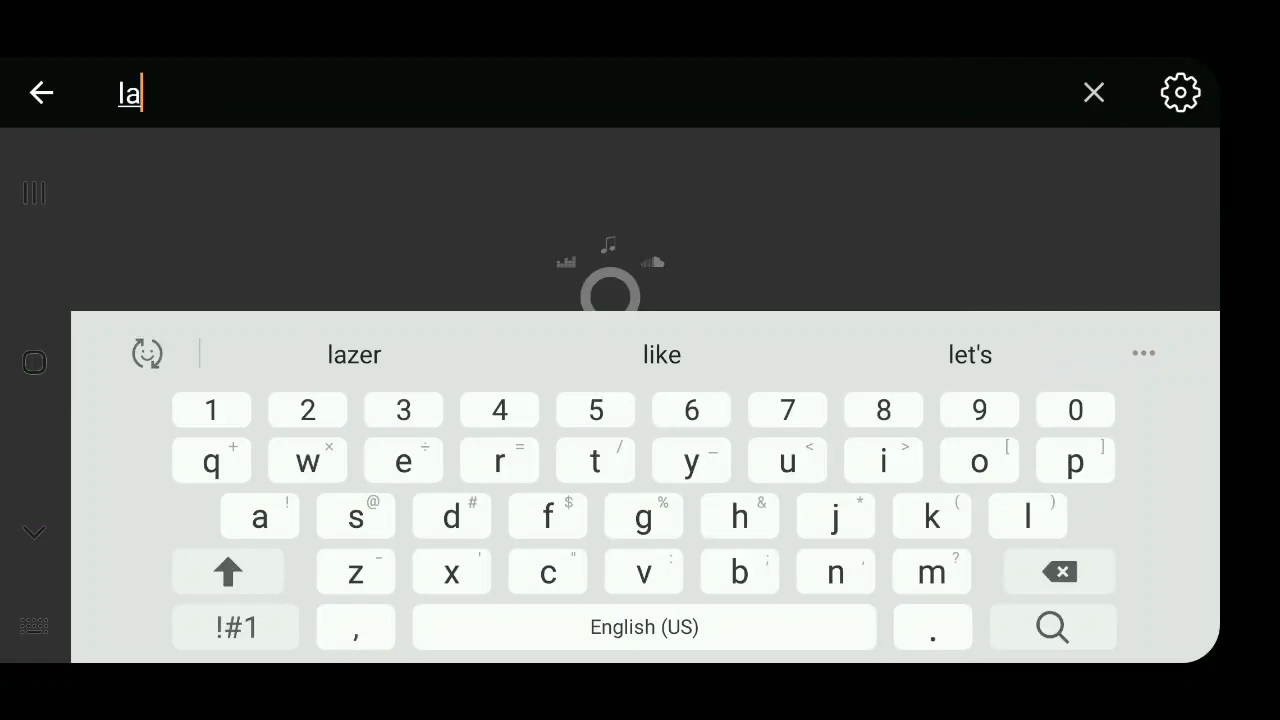 la
lazer like let's
1 2 3 4 5 6 7 8 9 0
q + w × e ÷ r = t / y _ u < i > o [ p ]
a ! s @ d # f $ g % h & j * k ( l )
z - x ' c " v : b ; n , m ?
!#1 , English (US) .